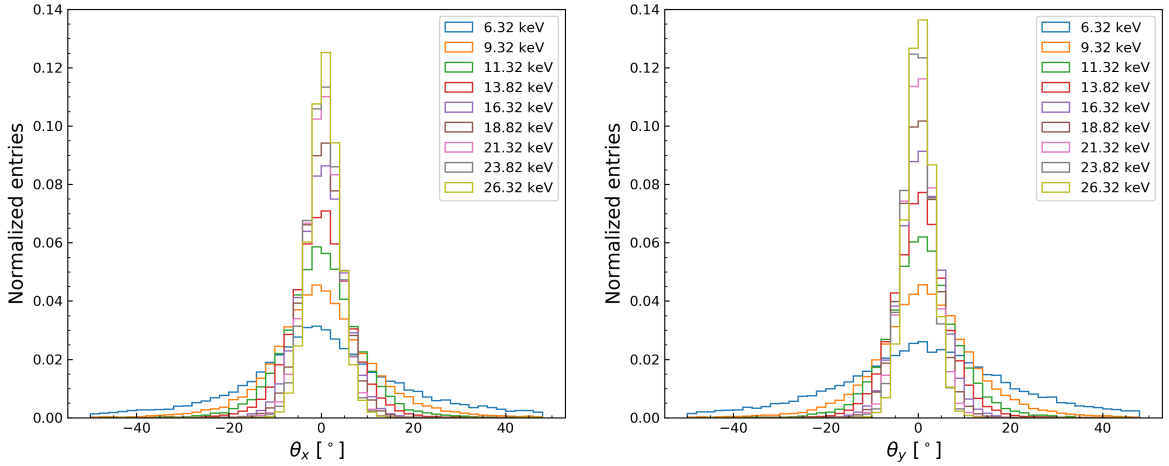 Normalized entries
0.14
0.12
0.10
0.08
0.06
0.04
0.02
0.00
−40 −20 0 20 40
θx [°]
6.32 keV
9.32 keV
11.32 keV
13.82 keV
16.32 keV
18.82 keV
21.32 keV
23.82 keV
26.32 keV
Normalized entries
0.14
0.12
0.10
0.08
0.06
0.04
0.02
0.00
−40 −20 0 20 40
θy [°]
6.32 keV
9.32 keV
11.32 keV
13.82 keV
16.32 keV
18.82 keV
21.32 keV
23.82 keV
26.32 keV